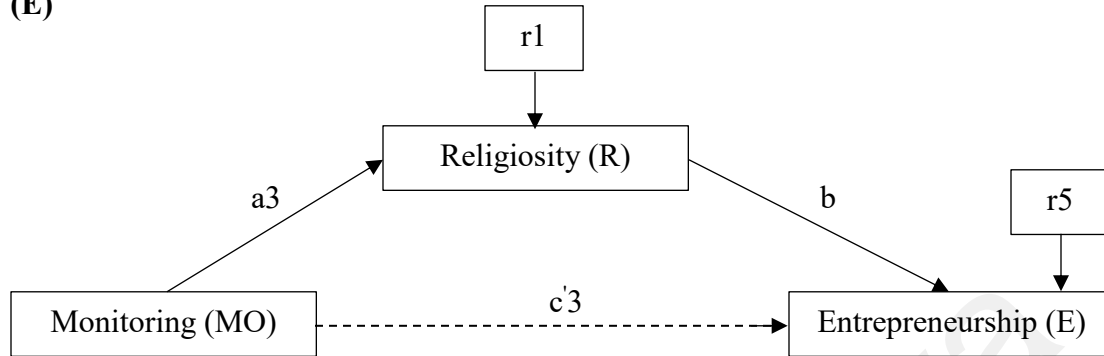 (E)
r1
Religiosity (R)
a3
b
r5
c'3
Monitoring (MO)
Entrepreneurship (E)